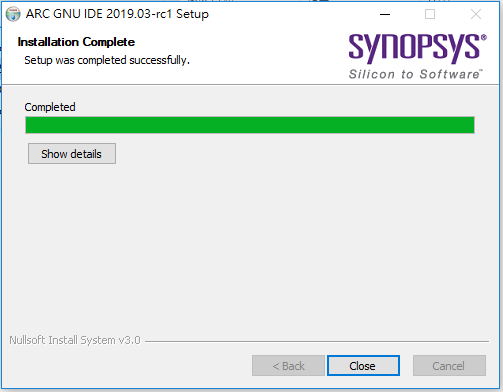 ARC GNU IDE 2019.03-rc1 Setup
Installation Complete
Setup was completed successfully.
SYNOPSYS®
Silicon to Software™
Completed
Show details
Nullsoft Install System v3.0
< Back
Close
Cancel